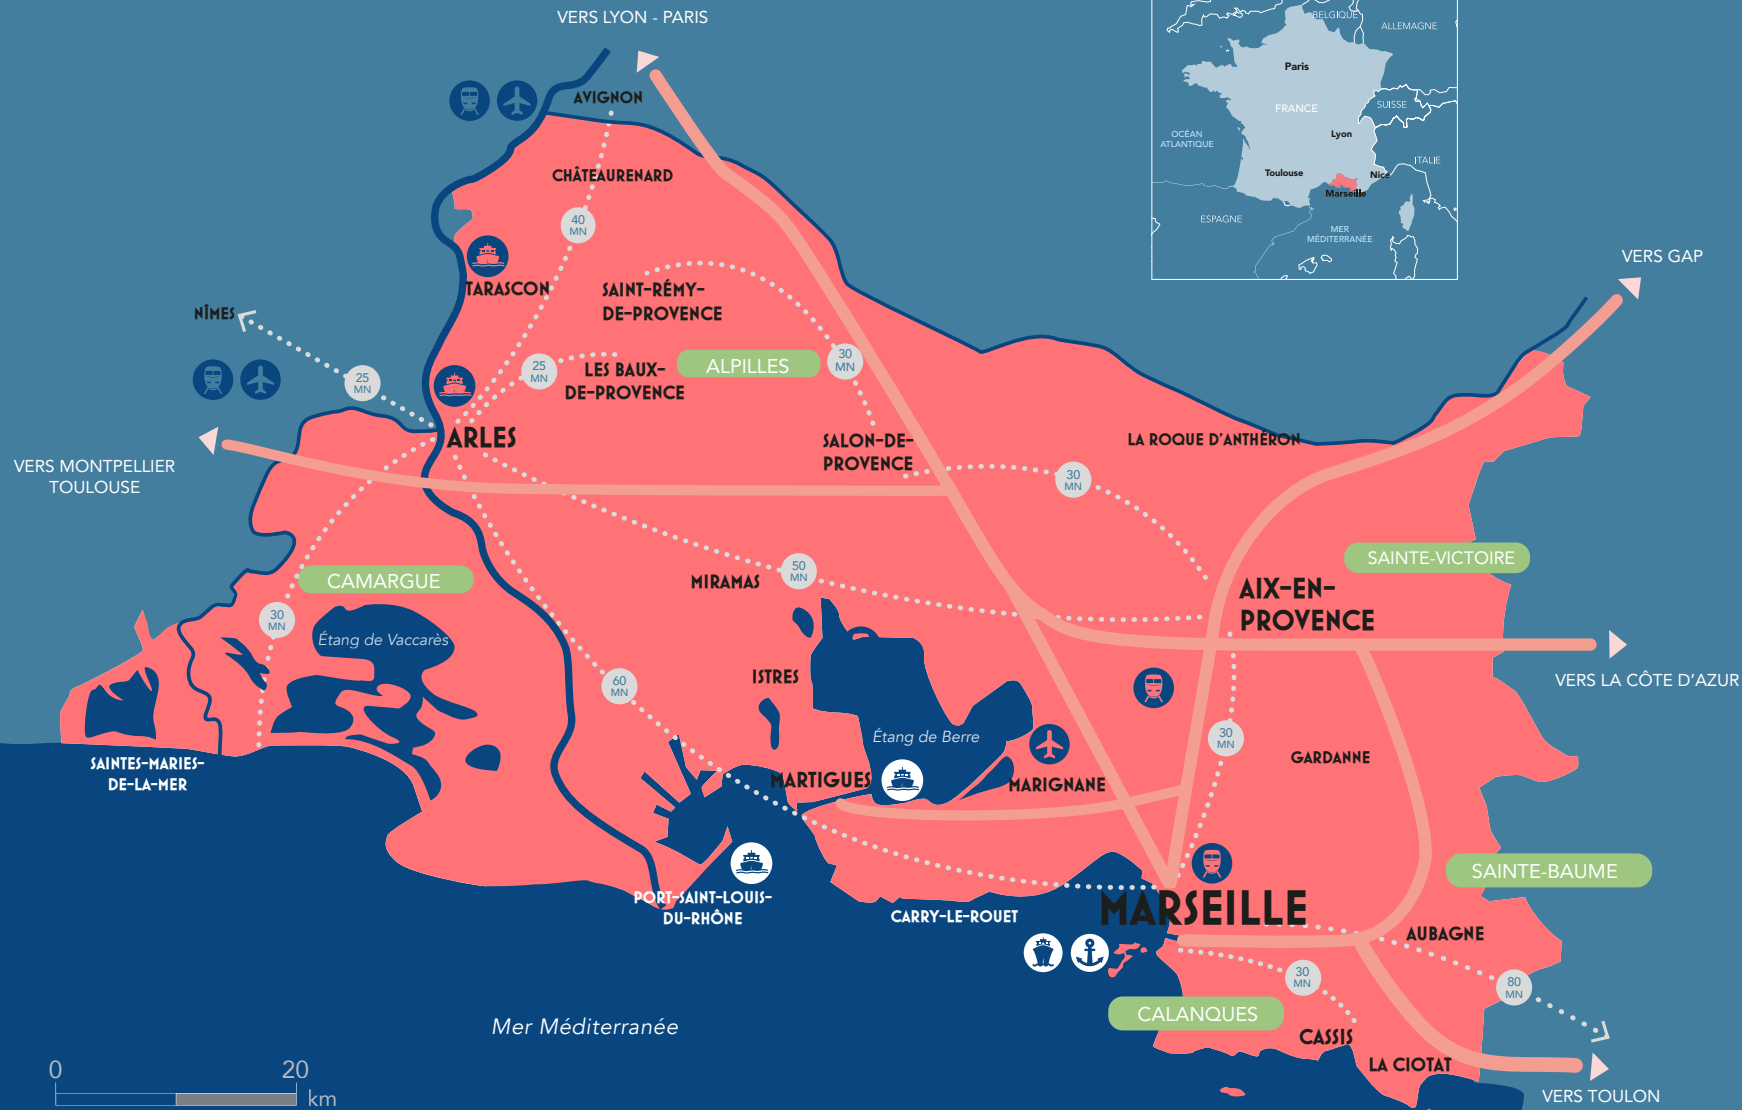 VERS LYON - PARIS
BELGIQUE
ALLEMAGNE
Paris
FRANCE
SUISSE
OCÉAN
ATLANTIQUE
Lyon
ITALIE
Toulouse
Nice
Marseille
ESPAGNE
MER
MÉDITERRANÉE
AVIGNON
CHÂTEAURENARD
40
MN
VERS GAP
TARASCON
SAINT-RÉMY-
DE-PROVENCE
NÎMES
25
MN
25
MN
LES BAUX-
DE-PROVENCE
ALPILLES
30
MN
ARLES
SALON-DE-
PROVENCE
LA ROQUE D'ANTHÉRON
VERS MONTPELLIER
TOULOUSE
30
MN
CAMARGUE
MIRAMAS
50
MN
SAINTE-VICTOIRE
AIX-EN-
PROVENCE
30
MN
Étang de Vaccarès
ISTRES
60
MN
VERS LA CÔTE D'AZUR
Étang de Berre
30
MN
GARDANNE
SAINTES-MARIES-
DE-LA-MER
MARTIGUES
MARIGNANE
SAINTE-BAUME
PORT-SAINT-LOUIS-
DU-RHÔNE
CARRY-LE-ROUET
MARSEILLE
AUBAGNE
30
MN
80
MN
CALANQUES
Mer Méditerranée
CASSIS
LA CIOTAT
VERS TOULON
0
20
km